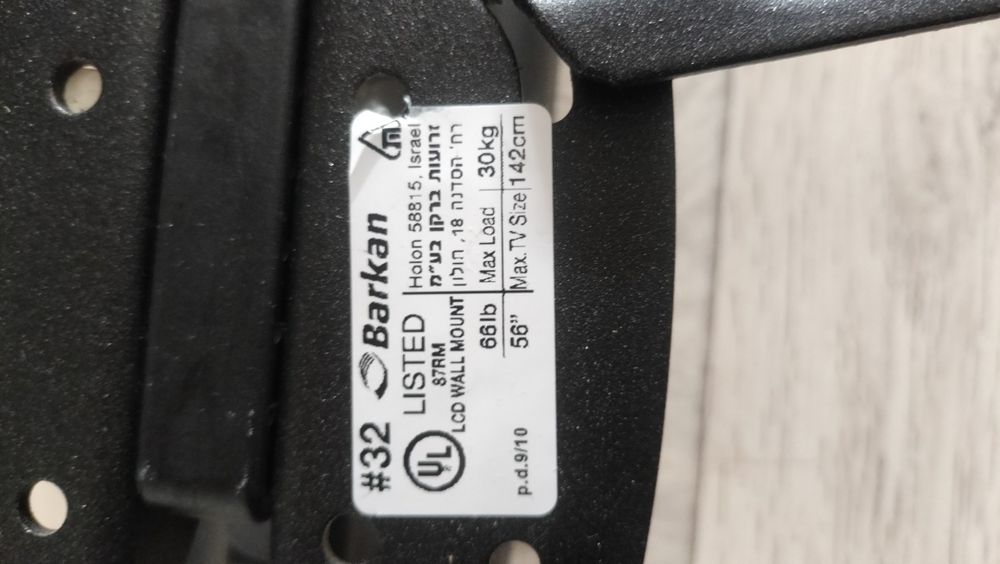 #32 Barkan
UL LISTED
87RM
LCD WALL MOUNT
Holon 58815, Israel
זרועות ברקן בע"מ
רח' הסדנה 18, חולון
66lb Max Load 30kg
56" Max.TV Size 142cm
p.d.9/10